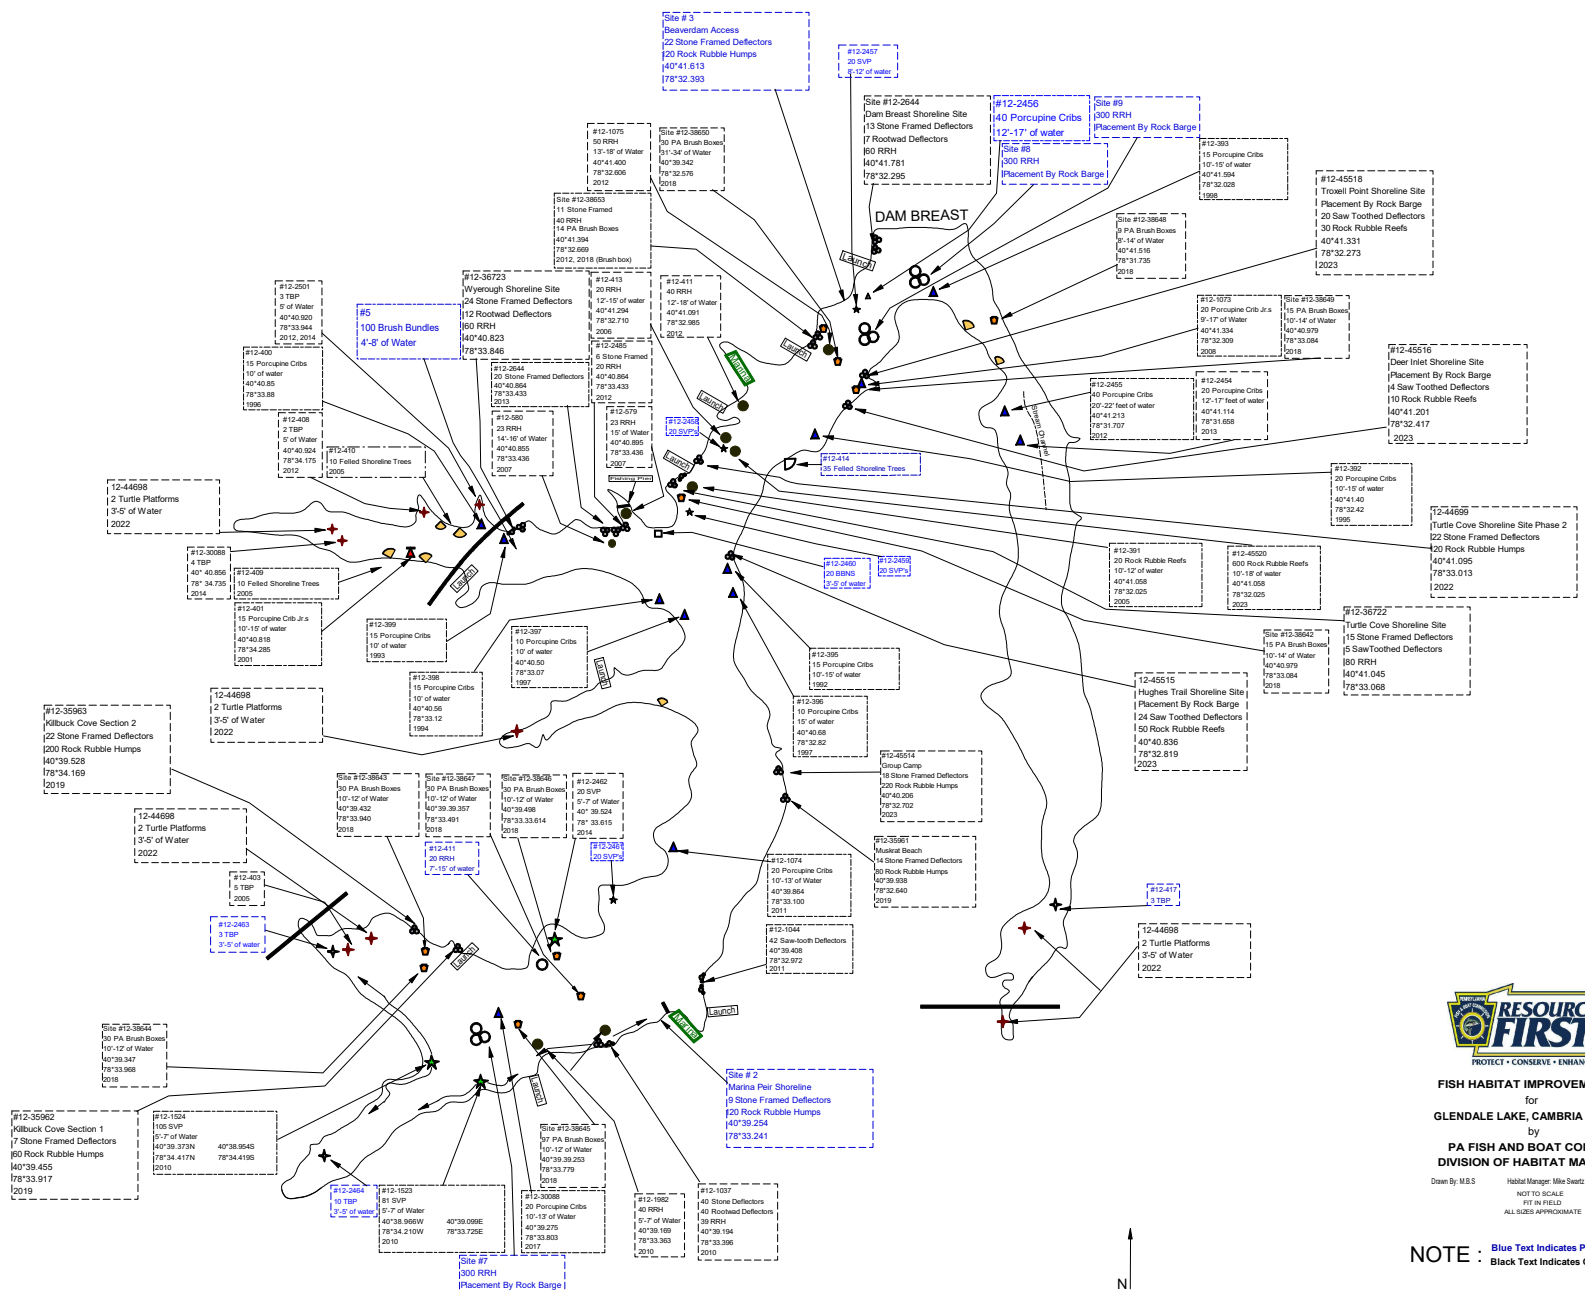 Site # 3
Beaverdam Access
22 Stone Framed Deflectors
120 Rock Rubble Humps
40°41.613
78°32.393
#12-2457
20 SVP
8'-12' of water
Site #12-2644
Dam Breast Shoreline Site
13 Stone Framed Deflectors
7 Rootwad Deflectors
60 RRH
40°41.781
78°32.295
#12-2456
40 Porcupine Cribs
12'-17' of water
Site #9
300 RRH
Placement By Rock Barge
Site #8
300 RRH
Placement By Rock Barge
#12-393
15 Porcupine Cribs
10'-15' of water
40°41.594
78°32.028
1998
#12-45518
Troxell Point Shoreline Site
Placement By Rock Barge
20 Saw Toothed Deflectors
30 Rock Rubble Reefs
40°41.331
78°32.273
2023
#12-1075
50 RRH
13'-18' of Water
40°41.400
78°32.606
2012
Site #12-38650
30 PA Brush Boxes
31'-34' of Water
40°39.342
78°32.576
2018
Site #12-38653
11 Stone Framed
40 RRH
14 PA Brush Boxes
40°41.394
78°32.669
2012, 2018 (Brush box)
DAM BREAST
Launch
Site #12-38648
9 PA Brush Boxes
8'-14' of Water
40°41.516
78°31.735
2018
#12-2501
3 TBP
5' of Water
40°40.920
78°33.944
2012, 2014
#5
100 Brush Bundles
4'-8' of Water
#12-36723
Wyerough Shoreline Site
24 Stone Framed Deflectors
12 Rootwad Deflectors
60 RRH
40°40.823
78°33.846
#12-413
20 RRH
12'-15' of water
40°41.294
78°32.710
2006
#12-411
40 RRH
12'-18' of Water
40°41.091
78°32.985
2012
#12-1073
20 Porcupine Crib Jr.s
9'-17' of Water
40°41.334
78°32.309
2008
Site #12-38649
15 PA Brush Boxes
10'-14' of Water
40°40.979
78°33.084
2018
#12-45516
Deer Inlet Shoreline Site
Placement By Rock Barge
4 Saw Toothed Deflectors
10 Rock Rubble Reefs
40°41.201
78°32.417
2023
#12-400
15 Porcupine Cribs
10' of water
40°40.85
78°33.88
1996
#12-2644
20 Stone Framed Deflectors
40°40.864
78°33.433
2013
#12-2485
6 Stone Framed
20 RRH
40°40.864
78°33.433
2012
Launch
Marina
Launch
#12-2455
40 Porcupine Cribs
20'-22' feet of water
40°41.213
78°31.707
2012
#12-2454
20 Porcupine Cribs
12'-17' feet of water
40°41.114
78°31.658
2013
Stream Channel
#12-408
2 TBP
5' of Water
40°40.924
78°34.175
2012
#12-410
10 Felled Shoreline Trees
2005
#12-580
23 RRH
14'-16' of Water
40°40.855
78°33.436
2007
#12-579
23 RRH
15' of Water
40°40.895
78°33.436
2007
#12-2458
20 SVP's
Launch
Fishing Pier
#12-414
35 Felled Shoreline Trees
#12-392
20 Porcupine Cribs
10'-15' of water
40°41.40
78°32.42
1995
12-44698
2 Turtle Platforms
3'-5' of Water
2022
12-44699
Turtle Cove Shoreline Site Phase 2
22 Stone Framed Deflectors
20 Rock Rubble Humps
40°41.095
78°33.013
2022
#12-30088
4 TBP
40° 40.856
78° 34.735
2014
#12-409
10 Felled Shoreline Trees
2005
Launch
#12-2460
20 BBNS
3'-5' of water
#12-2459
20 SVP's
#12-391
20 Rock Rubble Reefs
10'-12' of water
40°41.058
78°32.025
2005
#12-45520
600 Rock Rubble Reefs
10'-18' of water
40°41.058
78°32.025
2023
#12-401
15 Porcupine Crib Jr.s
10'-15' of water
40°40.818
78°34.285
2001
#12-399
15 Porcupine Cribs
10' of water
1993
#12-397
10 Porcupine Cribs
10' of water
40°40.50
78°33.07
1997
#12-36722
Turtle Cove Shoreline Site
15 Stone Framed Deflectors
5 SawToothed Deflectors
80 RRH
40°41.045
78°33.068
Site #12-38642
15 PA Brush Boxes
10'-14' of Water
40°40.979
78°33.084
2018
#12-395
15 Porcupine Cribs
10'-15' of water
1992
#12-398
15 Porcupine Cribs
10' of water
40°40.56
78°33.12
1994
Launch
12-45515
Hughes Trail Shoreline Site
Placement By Rock Barge
24 Saw Toothed Deflectors
50 Rock Rubble Reefs
40°40.836
78°32.819
2023
12-44698
2 Turtle Platforms
3'-5' of Water
2022
#12-396
10 Porcupine Cribs
15' of water
40°40.68
78°32.82
1997
#12-35963
Killbuck Cove Section 2
22 Stone Framed Deflectors
200 Rock Rubble Humps
40°39.528
78°34.169
2019
#12-45514
Group Camp
18 Stone Framed Deflectors
220 Rock Rubble Humps
40°40.206
78°32.702
2023
Site #12-38643
30 PA Brush Boxes
10'-12' of Water
40°39.432
78°33.940
2018
Site #12-38647
30 PA Brush Boxes
10'-12' of Water
40°39.39.357
78°33.491
2018
Site #12-38646
30 PA Brush Boxes
10'-12' of Water
40°39.498
78°33.33.614
2018
#12-2462
20 SVP
5'-7' of Water
40° 39.524
78° 33.615
2014
12-44698
2 Turtle Platforms
3'-5' of Water
2022
#12-411
20 RRH
7'-15' of water
#12-2461
20 SVP's
#12-35961
Muskrat Beach
14 Stone Framed Deflectors
80 Rock Rubble Humps
40°39.938
78°32.640
2019
#12-1074
20 Porcupine Cribs
10'-13' of Water
40°39.864
78°33.100
2011
#12-403
5 TBP
2005
#12-417
3 TBP
#12-2463
3 TBP
3'-5' of water
Launch
#12-1044
42 Saw-tooth Deflectors
40°39.408
78°32.972
2011
12-44698
2 Turtle Platforms
3'-5' of Water
2022
Launch
Marina
Site #12-38644
30 PA Brush Boxes
10'-12' of Water
40°39.347
78°33.968
2018
Launch
Site # 2
Marina Peir Shoreline
9 Stone Framed Deflectors
120 Rock Rubble Humps
40°39.254
78°33.241
#12-35962
Killbuck Cove Section 1
7 Stone Framed Deflectors
60 Rock Rubble Humps
40°39.455
78°33.917
2019
#12-1524
105 SVP
5'-7' of Water
40°39.373N 40°38.954S
78°34.417N 78°34.419S
2010
Site #12-38645
97 PA Brush Boxes
10'-12' of Water
40°39.39.253
78°33.779
2018
#12-2464
10 TBP
3'-5' of water
#12-1523
81 SVP
5'-7' of Water
40°38.966W 40°39.099E
78°34.210W 78°33.725E
2010
#12-30088
20 Porcupine Cribs
10'-13' of Water
40°39.275
78°33.803
2017
#12-1982
40 RRH
5'-7' of Water
40°39.169
78°33.363
2010
#12-1037
40 Stone Deflectors
40 Rootwad Deflectors
39 RRH
40°39.194
78°33.396
2010
Site #7
300 RRH
Placement By Rock Barge
N
PENNSYLVANIA
RESOURC
FIRST
PROTECT • CONSERVE • ENHANC
FISH HABITAT IMPROVEME
for
GLENDALE LAKE, CAMBRIA
by
PA FISH AND BOAT CO
DIVISION OF HABITAT MA
Drawn By: M.B.S Habitat Manager: Mike Swartz
NOT TO SCALE
FIT IN FIELD
ALL SIZES APPROXIMATE
NOTE : Blue Text Indicates P
Black Text Indicates